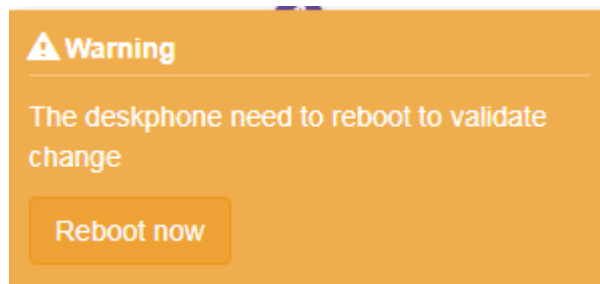 Warning
The deskphone need to reboot to validate
change
Reboot now